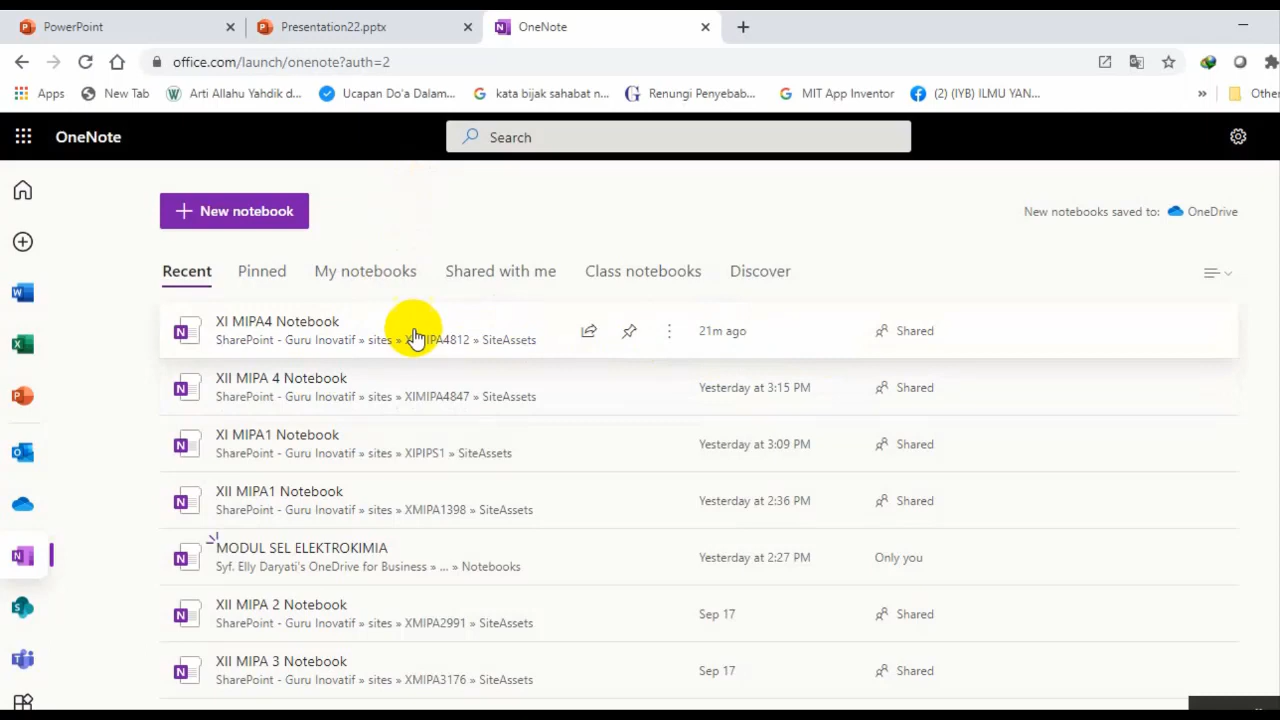 PowerPoint
Presentation22.pptx
OneNote
office.com/launch/onenote?auth=2
Apps
New Tab
Arti Allahu Yahdik d...
Ucapan Do'a Dalam...
kata bijak sahabat n...
Renungi Penyebab...
MIT App Inventor
(2) (IYB) ILMU YAN...
»
OneNote
Search
+ New notebook
New notebooks saved to: OneDrive
Recent
Pinned
My notebooks
Shared with me
Class notebooks
Discover
XI MIPA4 Notebook
SharePoint - Guru Inovatif » sites » XIMIPA4812 » SiteAssets
21m ago
Shared
XII MIPA 4 Notebook
SharePoint - Guru Inovatif » sites » XIMIPA4847 » SiteAssets
Yesterday at 3:15 PM
Shared
XI MIPA1 Notebook
SharePoint - Guru Inovatif » sites » XIPIPS1 » SiteAssets
Yesterday at 3:09 PM
Shared
XII MIPA1 Notebook
SharePoint - Guru Inovatif » sites » XMIPA1398 » SiteAssets
Yesterday at 2:36 PM
Shared
MODUL SEL ELEKTROKIMIA
Syf. Elly Daryati's OneDrive for Business » ... » Notebooks
Yesterday at 2:27 PM
Only you
XII MIPA 2 Notebook
SharePoint - Guru Inovatif » sites » XMIPA2991 » SiteAssets
Sep 17
Shared
XII MIPA 3 Notebook
SharePoint - Guru Inovatif » sites » XMIPA3176 » SiteAssets
Sep 17
Shared